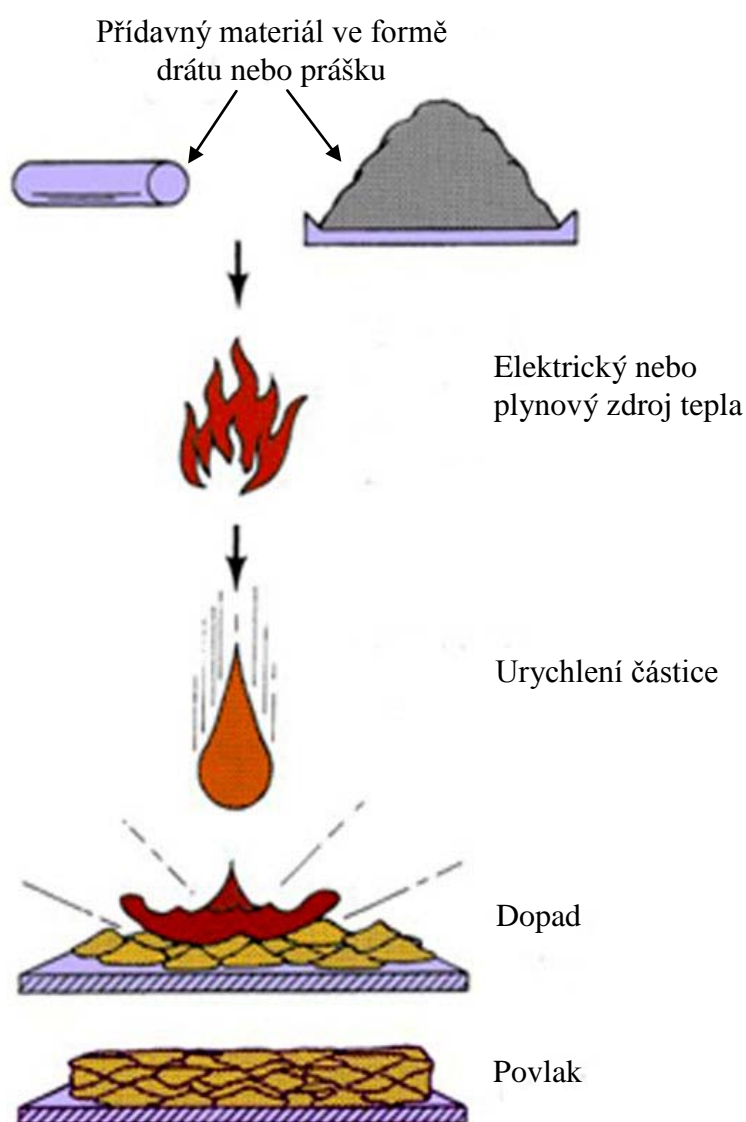 Přídavný materiál ve formě
drátu nebo prášku
Elektrický nebo
plynový zdroj tepla
Urychlení částice
Dopad
Povlak